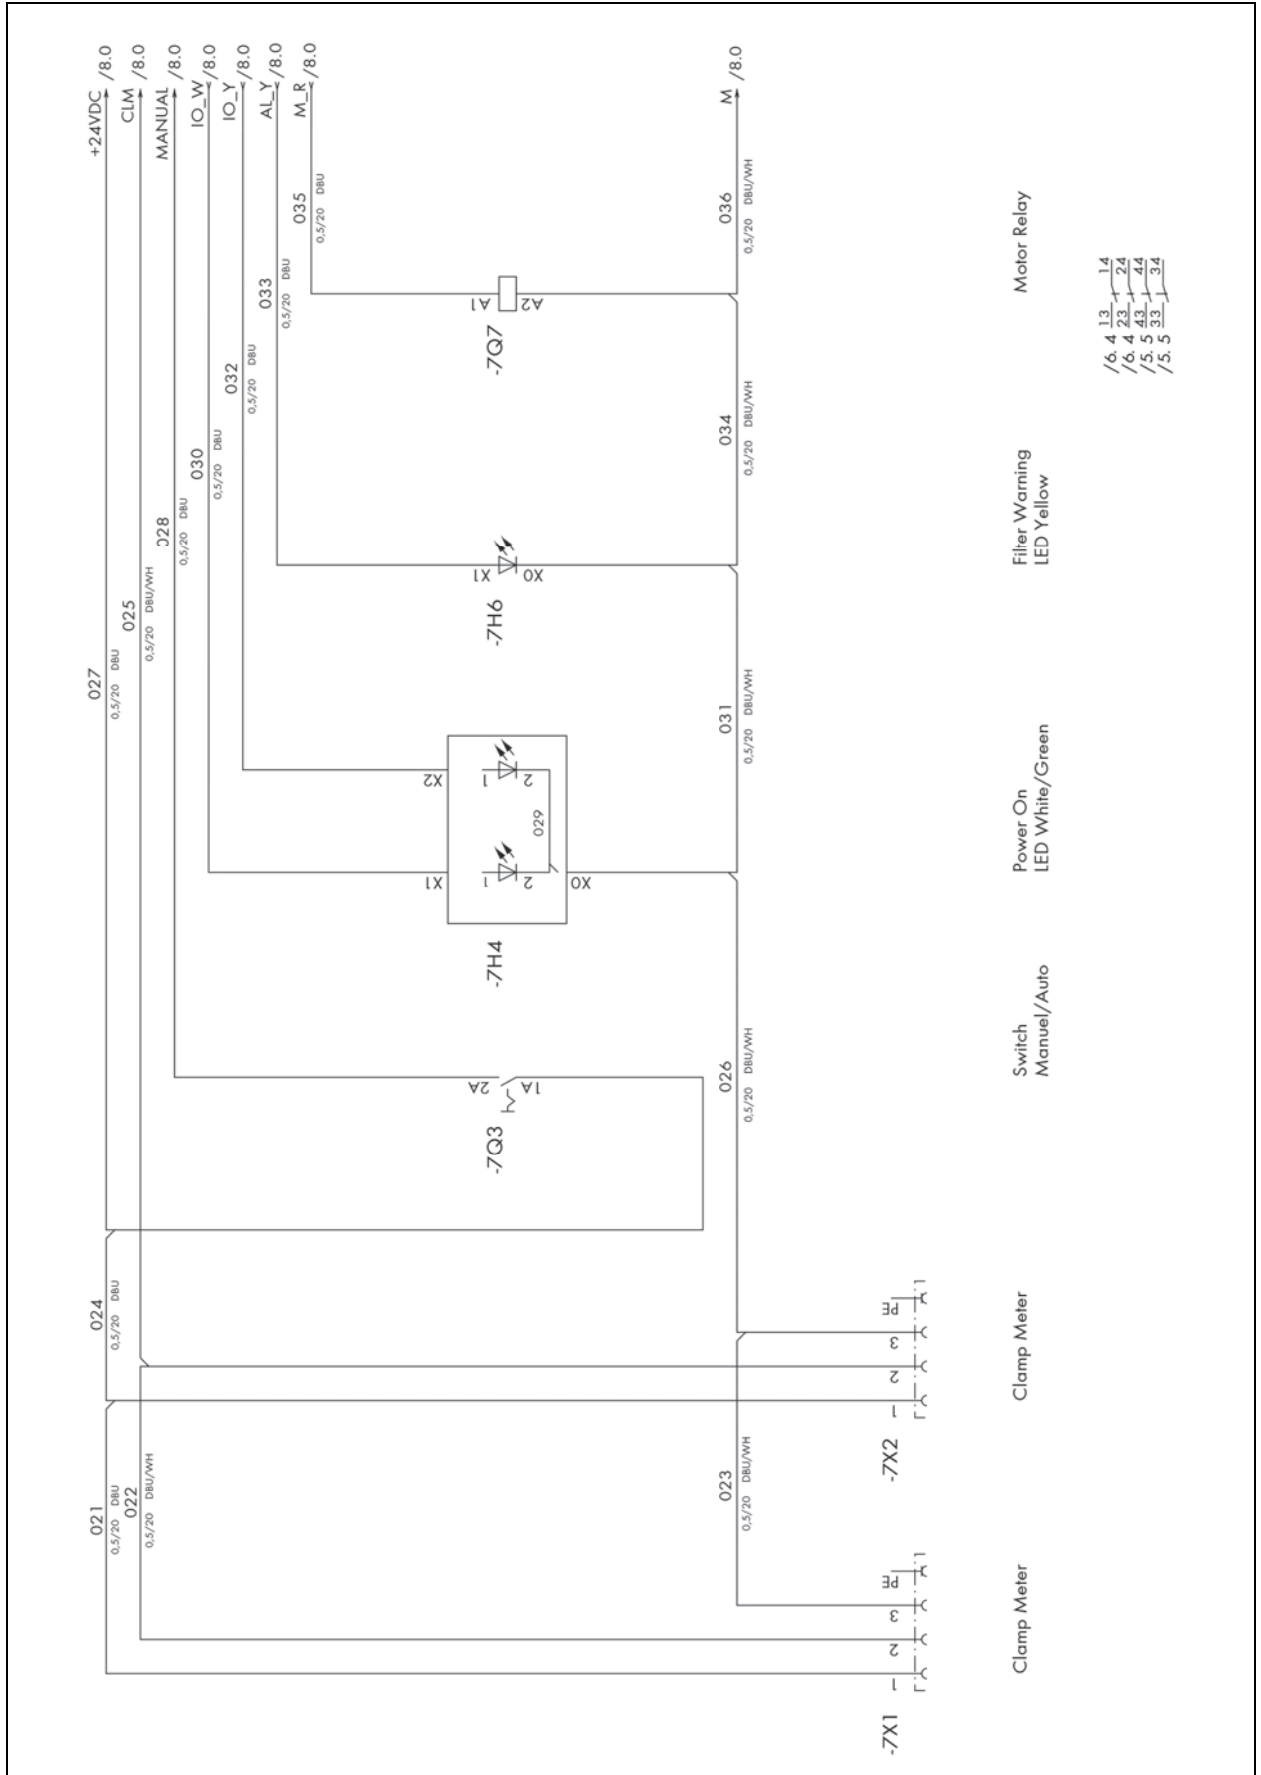 +24VDC /8.0
CLM /8.0
MANUAL /8.0
IO_W /8.0
IO_Y /8.0
AL_Y /8.0
M_R /8.0
M /8.0
021
0,5/20 DBU
022
0,5/20 DBU/WH
024
0,5/20 DBU
027
0,5/20 DBU
025
0,5/20 DBU/WH
028
0,5/20 DBU
030
0,5/20 DBU
032
0,5/20 DBU
033
0,5/20 DBU
035
0,5/20 DBU
-7Q3
2A
1A
-7H4
X1
X2
1
2
1
2
029
X0
-7H6
X1
X0
-7Q7
A1
A2
023
0,5/20 DBU/WH
026
0,5/20 DBU/WH
031
0,5/20 DBU/WH
034
0,5/20 DBU/WH
036
0,5/20 DBU/WH
-7X1
1
2
3
PE
-7X2
1
2
3
PE
Clamp Meter
Clamp Meter
Switch
Manuel/Auto
Power On
LED White/Green
Filter Warning
LED Yellow
Motor Relay
/6. 4 13 14
/6. 4 23 24
/5. 5 43 44
/5. 5 33 34